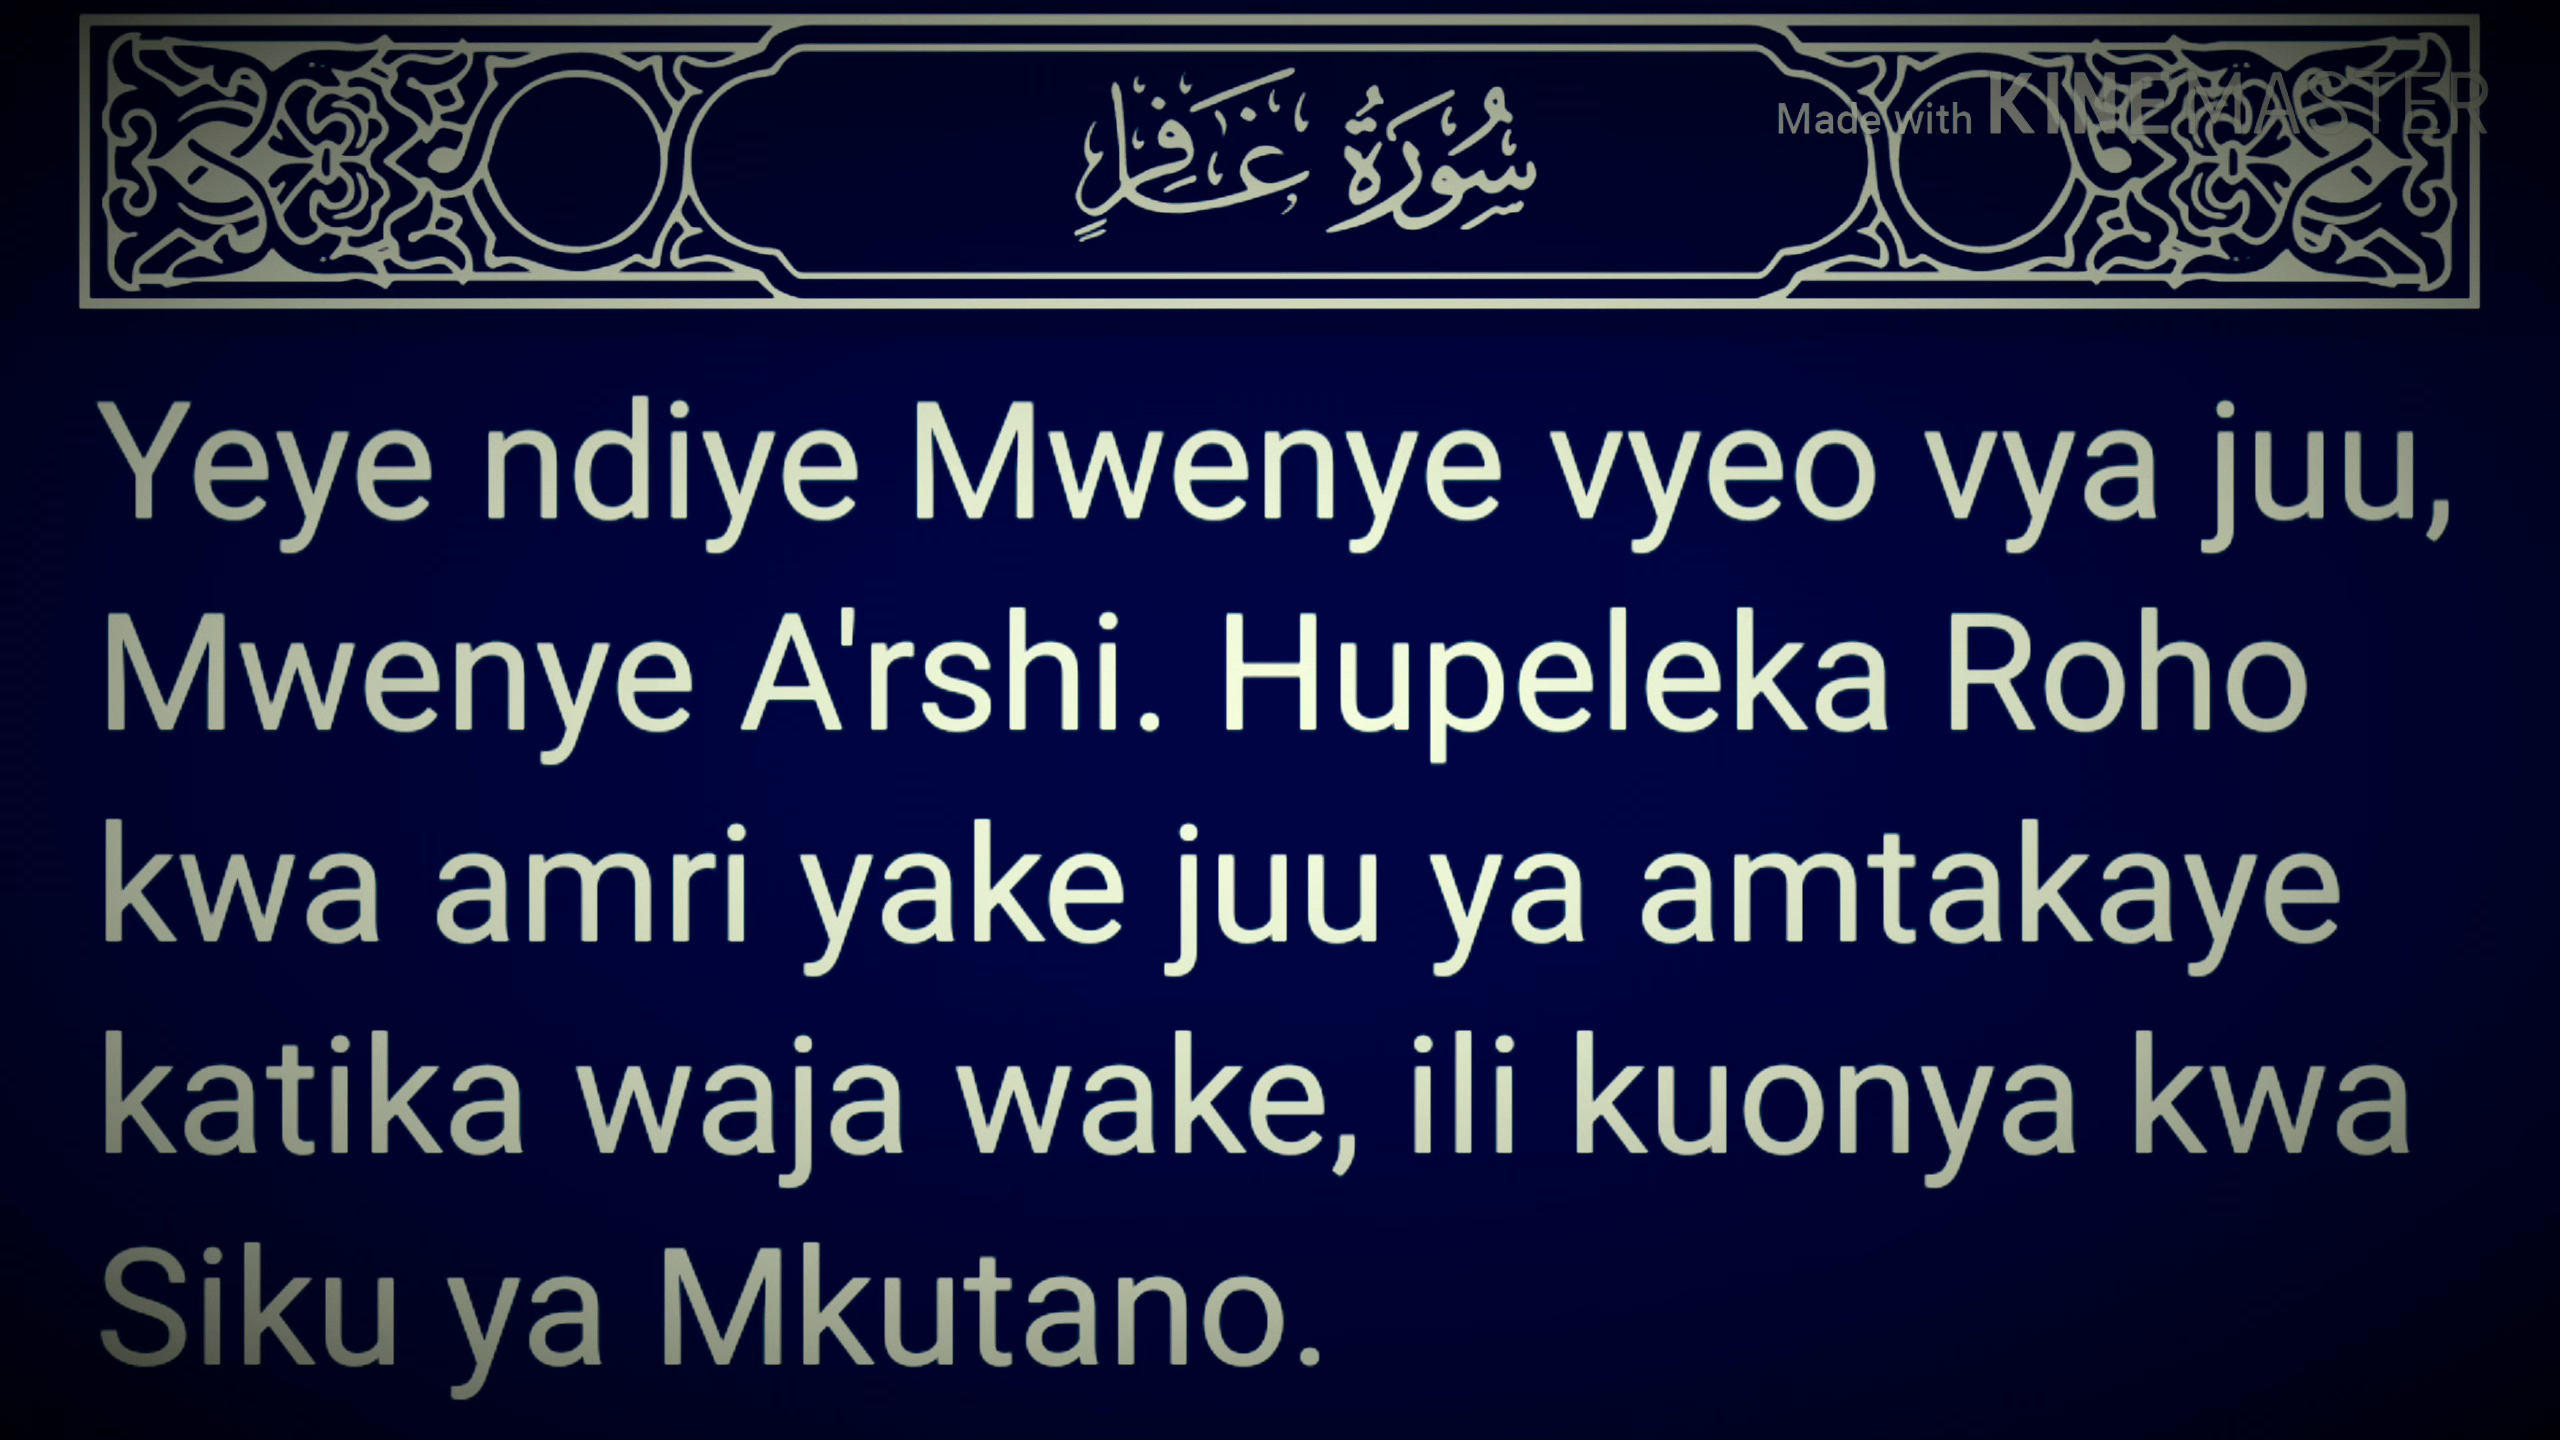 سُورَةُ غَافِرٍ
Made with KINEMASTER
Yeye ndiye Mwenye vyeo vya juu,
Mwenye A'rshi. Hupeleka Roho
kwa amri yake juu ya amtakaye
katika waja wake, ili kuonya kwa
Siku ya Mkutano.